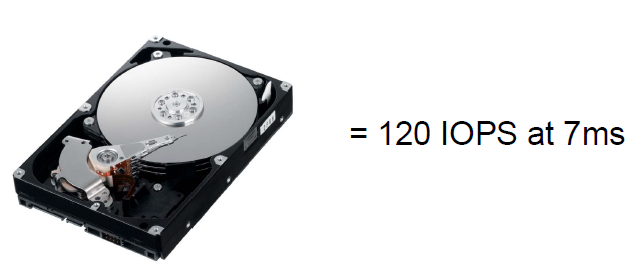 = 120 IOPS at 7ms